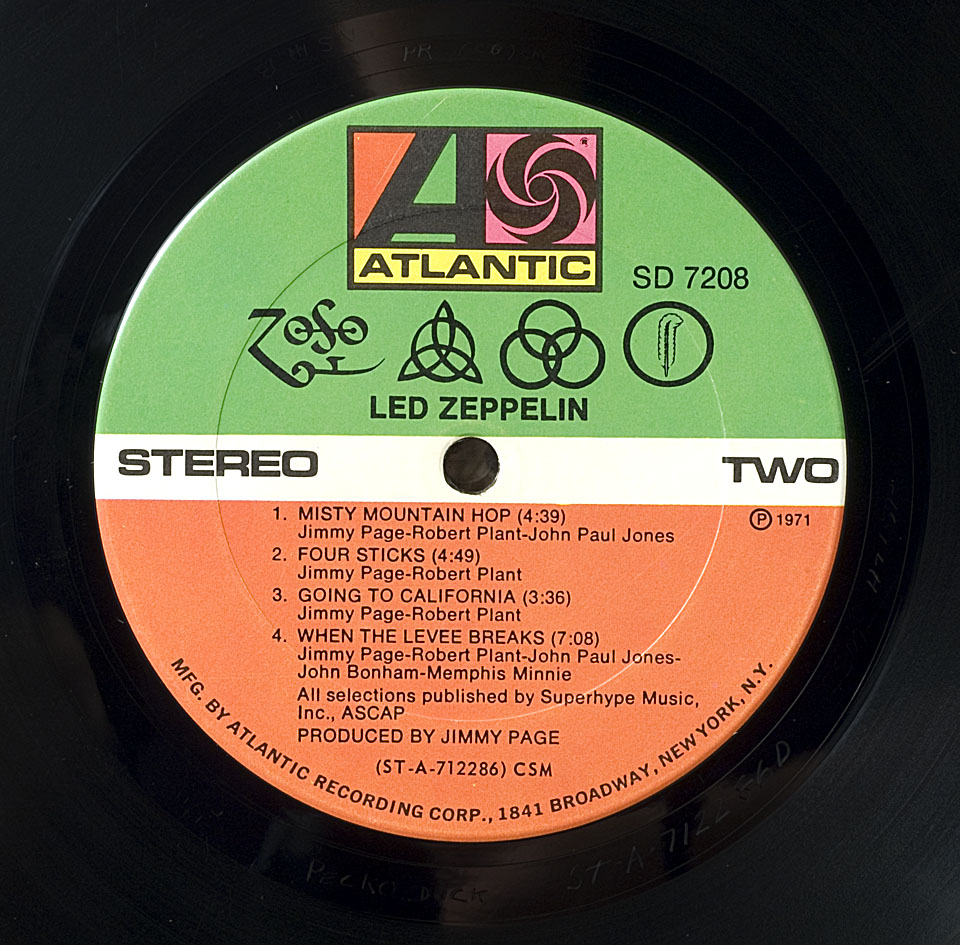 ATLANTIC
®
SD 7208
ZOSO
LED ZEPPELIN
STEREO
TWO
1. MISTY MOUNTAIN HOP (4:39)
℗ 1971
Jimmy Page-Robert Plant-John Paul Jones
2. FOUR STICKS (4:49)
Jimmy Page-Robert Plant
3. GOING TO CALIFORNIA (3:36)
Jimmy Page-Robert Plant
4. WHEN THE LEVEE BREAKS (7:08)
Jimmy Page-Robert Plant-John Paul Jones-
John Bonham-Memphis Minnie
All selections published by Superhype Music,
Inc., ASCAP
PRODUCED BY JIMMY PAGE
(ST-A-712286) CSM
MFG. BY ATLANTIC RECORDING CORP., 1841 BROADWAY, NEW YORK, N.Y.
PECKO DUCK